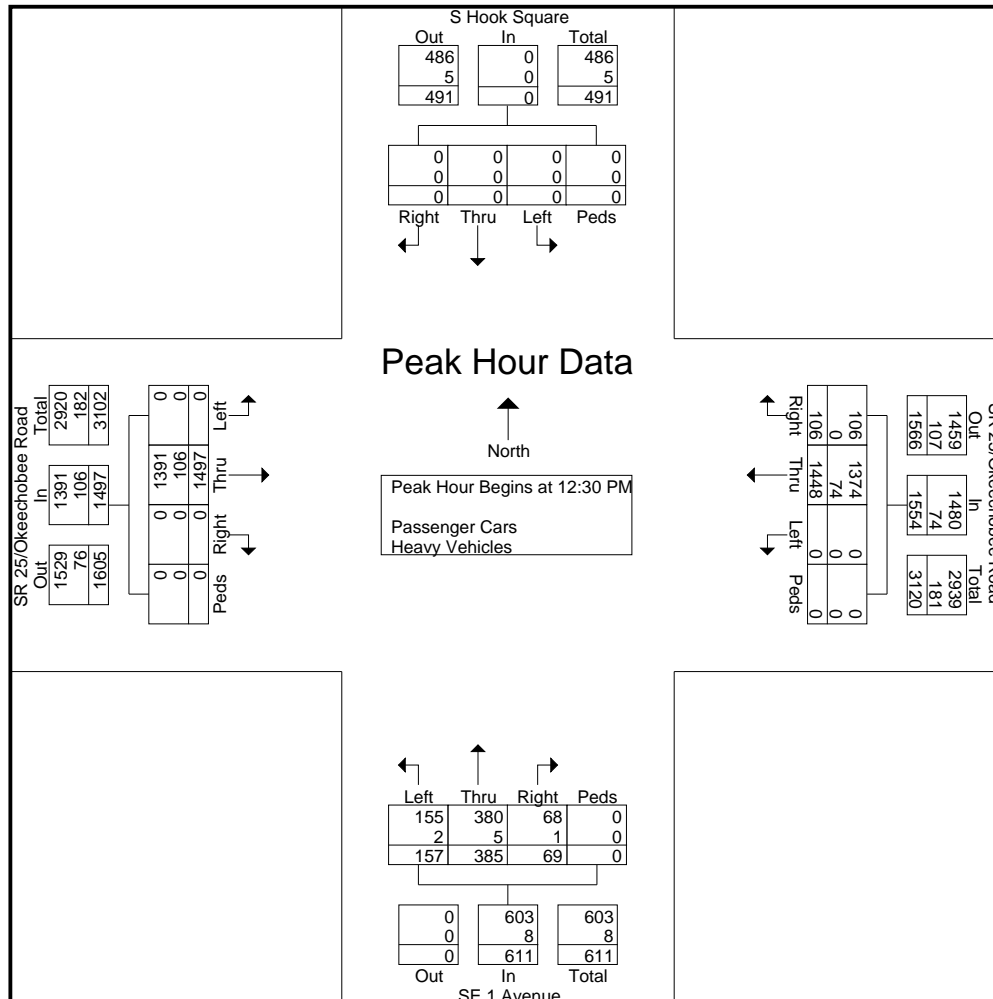 S Hook Square
Out In Total
486 0 486
5 0 5
491 0 491
0 0 0 0
0 0 0 0
0 0 0 0
Right Thru Left Peds
Peak Hour Data
North
Peak Hour Begins at 12:30 PM
Passenger Cars
Heavy Vehicles
SR 25/Okeechobee Road
Total In Out
2920 1391 1529
182 106 76
3102 1497 1605
0 1391 0 0
0 106 0 0
0 1497 0 0
Left Thru Right Peds
SR 25/Okeechobee Road
Out In Total
1459 1480 2939
107 74 181
1566 1554 3120
106 1374 0 0
0 74 0 0
106 1448 0 0
Right Thru Left Peds
Left Thru Right Peds
155 380 68 0
2 5 1 0
157 385 69 0
0 603 603
0 8 8
0 611 611
Out In Total
SE 1 Avenue